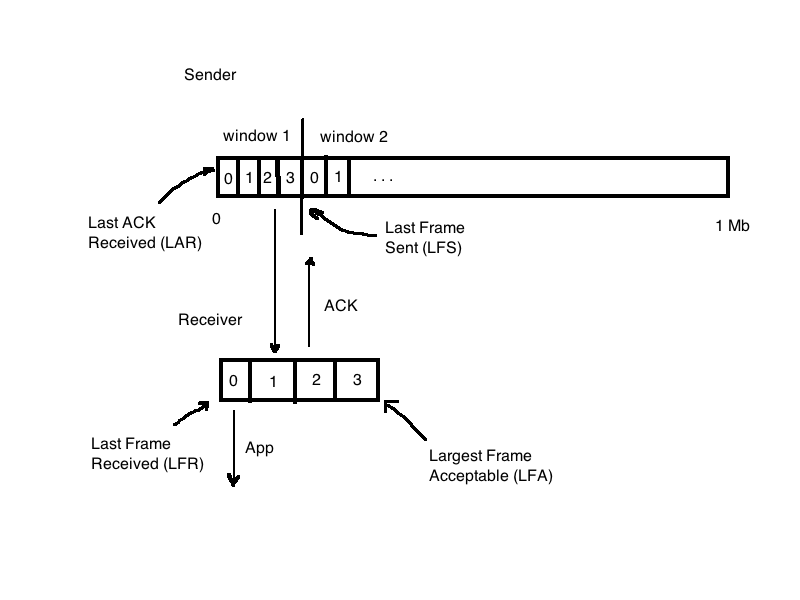 Sender
window 1 window 2
0 1 2 3 0 1 ...
Last ACK
Received (LAR)
0
Last Frame
Sent (LFS)
1 Mb
Receiver
ACK
0 1 2 3
Last Frame
Received (LFR)
App
Largest Frame
Acceptable (LFA)